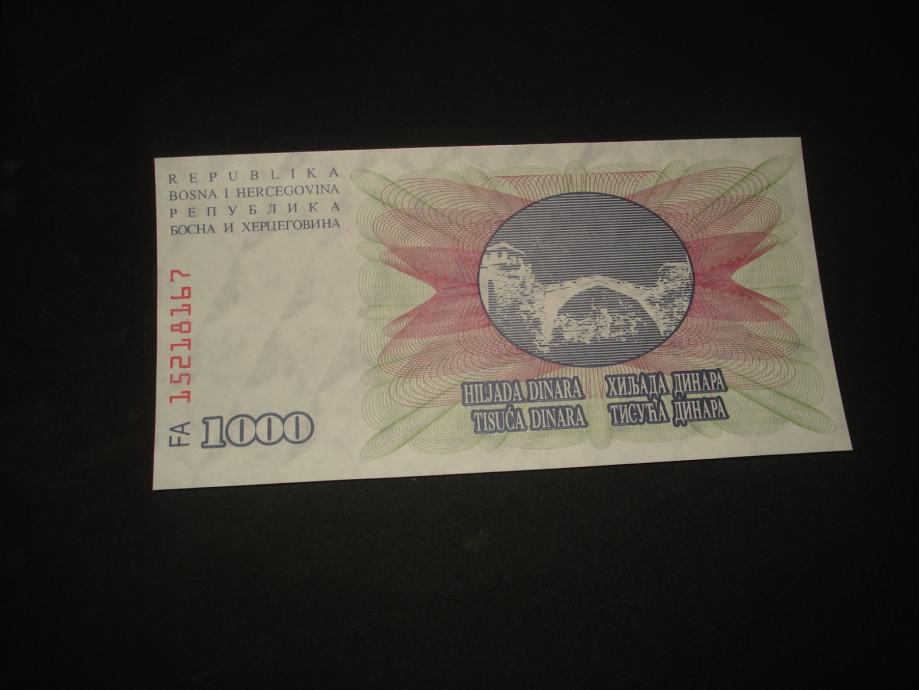 REPUBLIKA
BOSNA I HERCEGOVINA
РЕПУБЛИКА
БОСНА И ХЕРЦЕГОВИНА
FA 15218167
1000
HILJADA DINARA ХИЉАДА ДИНАРА
TISUĆA DINARA ТИСУЋА ДИНАРА